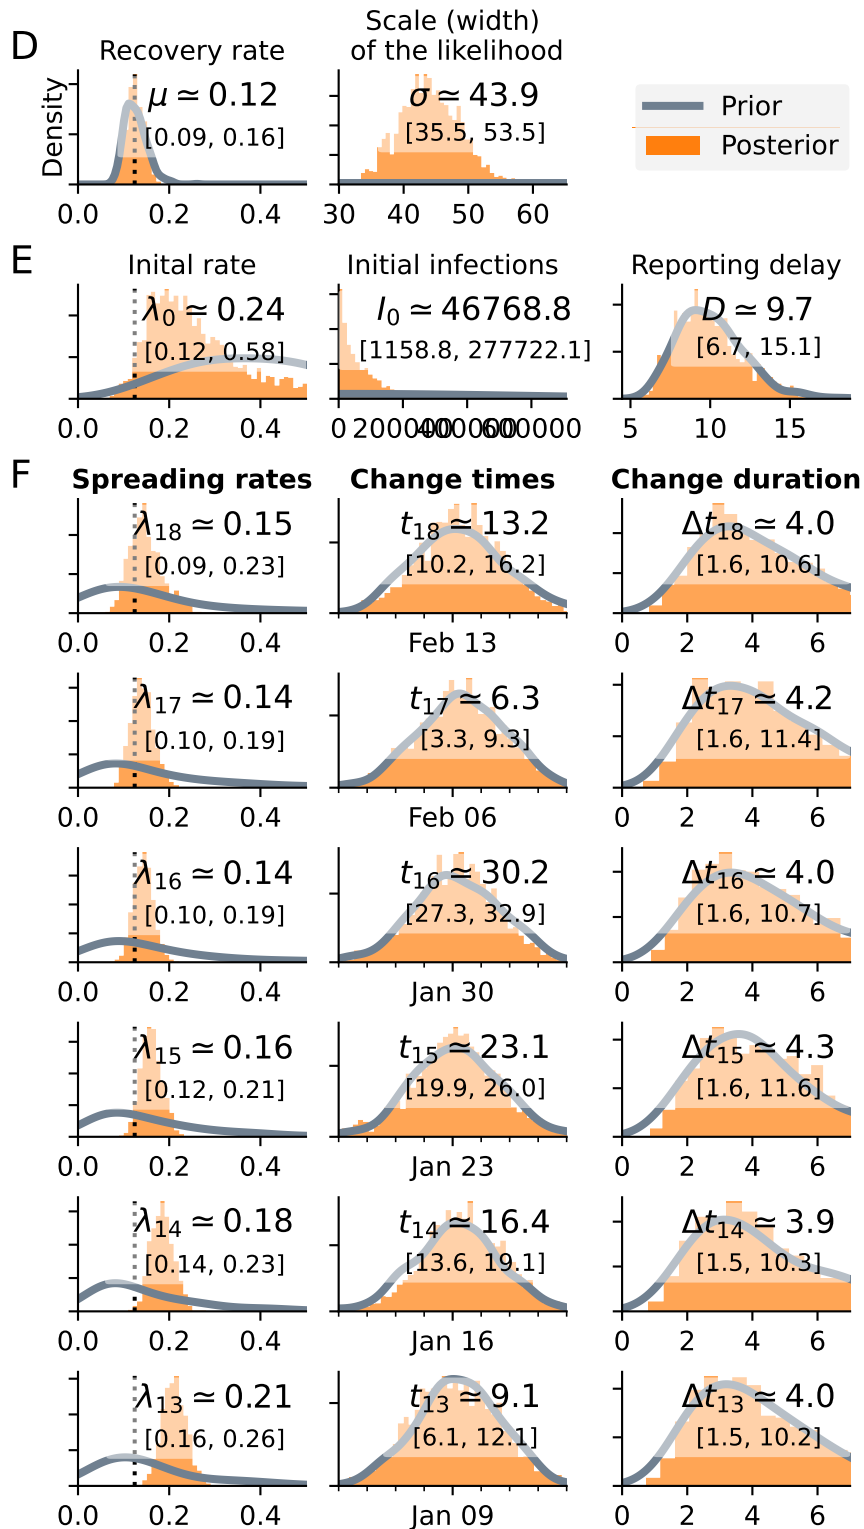 D
Recovery rate
Scale (width)
of the likelihood
Density
μ ≃ 0.12
[0.09, 0.16]
0.0 0.2 0.4
σ ≃ 43.9
[35.5, 53.5]
30 40 50 60
Prior
Posterior
E
Inital rate
λ0 ≃ 0.24
[0.12, 0.58]
0.0 0.2 0.4
Initial infections
I0 ≃ 46768.8
[1158.8, 277722.1]
0 200000 400000 600000
Reporting delay
D ≃ 9.7
[6.7, 15.1]
5 10 15
F
Spreading rates Change times Change duration
λ18 ≃ 0.15
[0.09, 0.23]
0.0 0.2 0.4
t18 ≃ 13.2
[10.2, 16.2]
Feb 13
Δt18 ≃ 4.0
[1.6, 10.6]
0 2 4 6
λ17 ≃ 0.14
[0.10, 0.19]
0.0 0.2 0.4
t17 ≃ 6.3
[3.3, 9.3]
Feb 06
Δt17 ≃ 4.2
[1.6, 11.4]
0 2 4 6
λ16 ≃ 0.14
[0.10, 0.19]
0.0 0.2 0.4
t16 ≃ 30.2
[27.3, 32.9]
Jan 30
Δt16 ≃ 4.0
[1.6, 10.7]
0 2 4 6
λ15 ≃ 0.16
[0.12, 0.21]
0.0 0.2 0.4
t15 ≃ 23.1
[19.9, 26.0]
Jan 23
Δt15 ≃ 4.3
[1.6, 11.6]
0 2 4 6
λ14 ≃ 0.18
[0.14, 0.23]
0.0 0.2 0.4
t14 ≃ 16.4
[13.6, 19.1]
Jan 16
Δt14 ≃ 3.9
[1.5, 10.3]
0 2 4 6
λ13 ≃ 0.21
[0.16, 0.26]
0.0 0.2 0.4
t13 ≃ 9.1
[6.1, 12.1]
Jan 09
Δt13 ≃ 4.0
[1.5, 10.2]
0 2 4 6